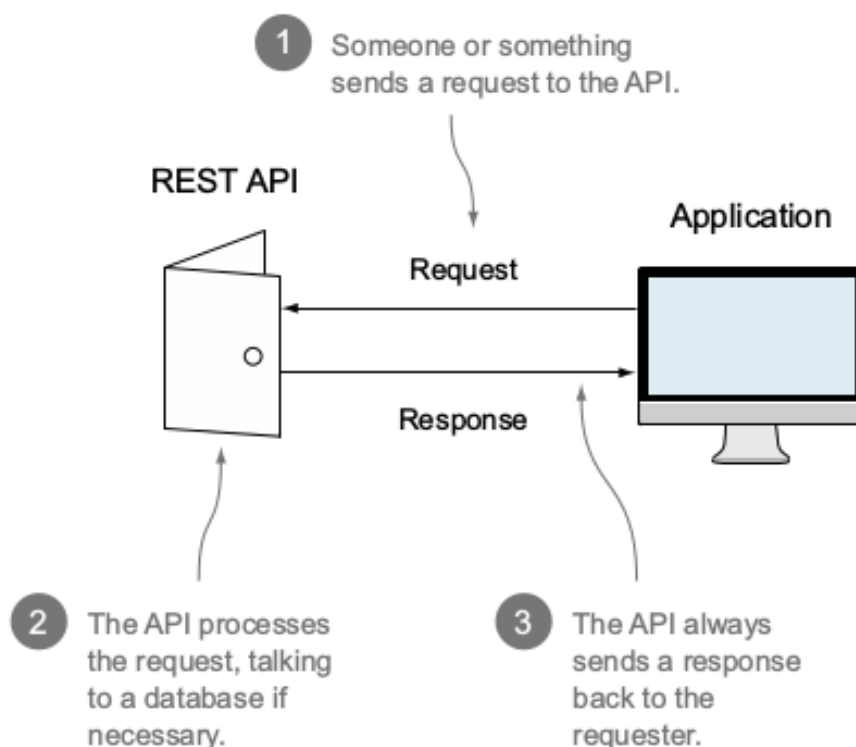 1 Someone or something
sends a request to the API.
REST API
Application
Request
Response
2 The API processes
the request, talking
to a database if
necessary.
3 The API always
sends a response
back to the
requester.